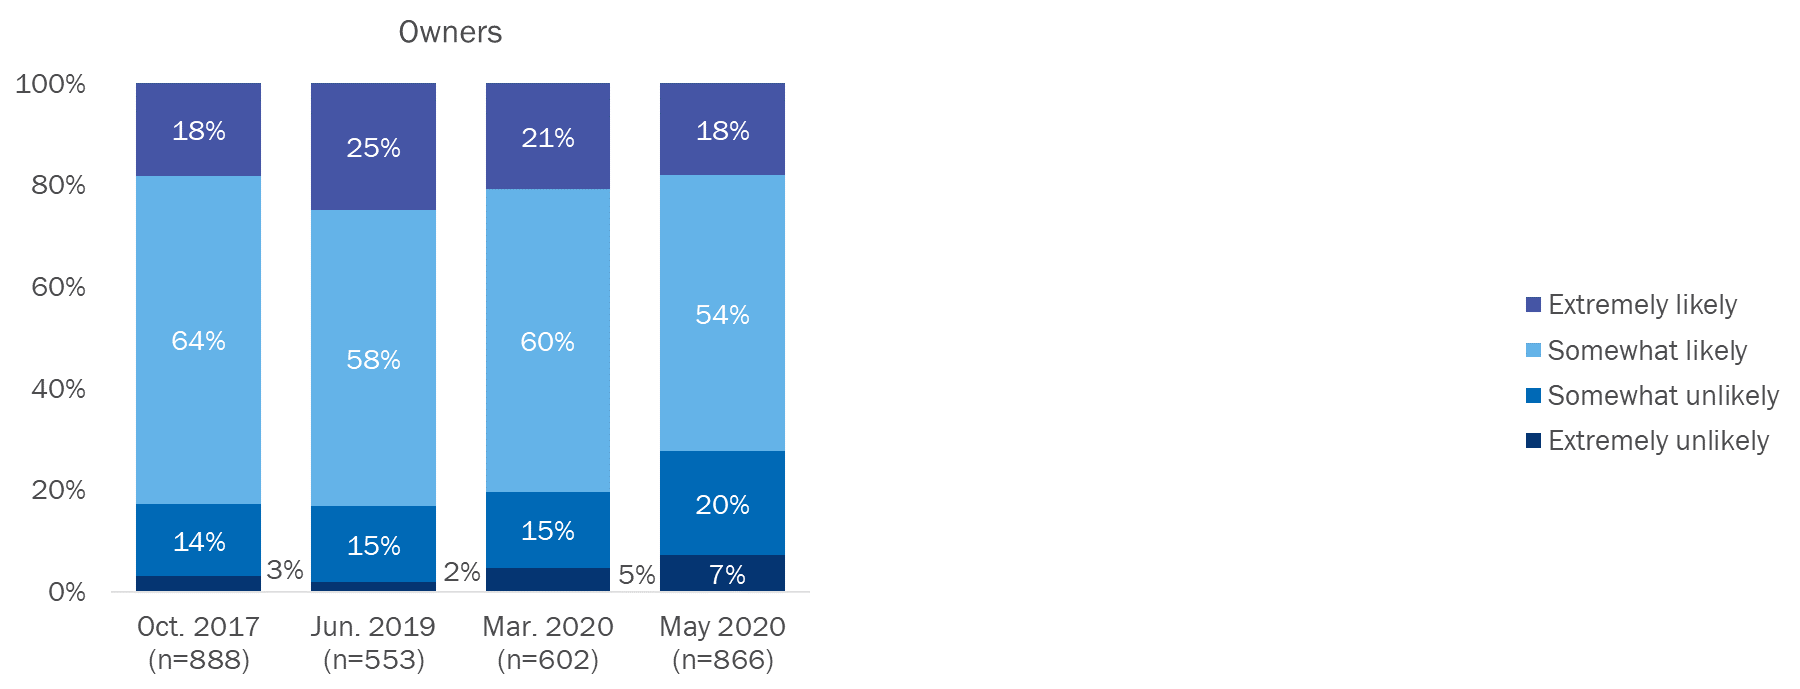 Owners
100%
80%
60%
40%
20%
0%
18%
64%
14%
3%
25%
58%
15%
2%
21%
60%
15%
5%
18%
54%
20%
7%
Oct. 2017
(n=888)
Jun. 2019
(n=553)
Mar. 2020
(n=602)
May 2020
(n=866)
Extremely likely
Somewhat likely
Somewhat unlikely
Extremely unlikely